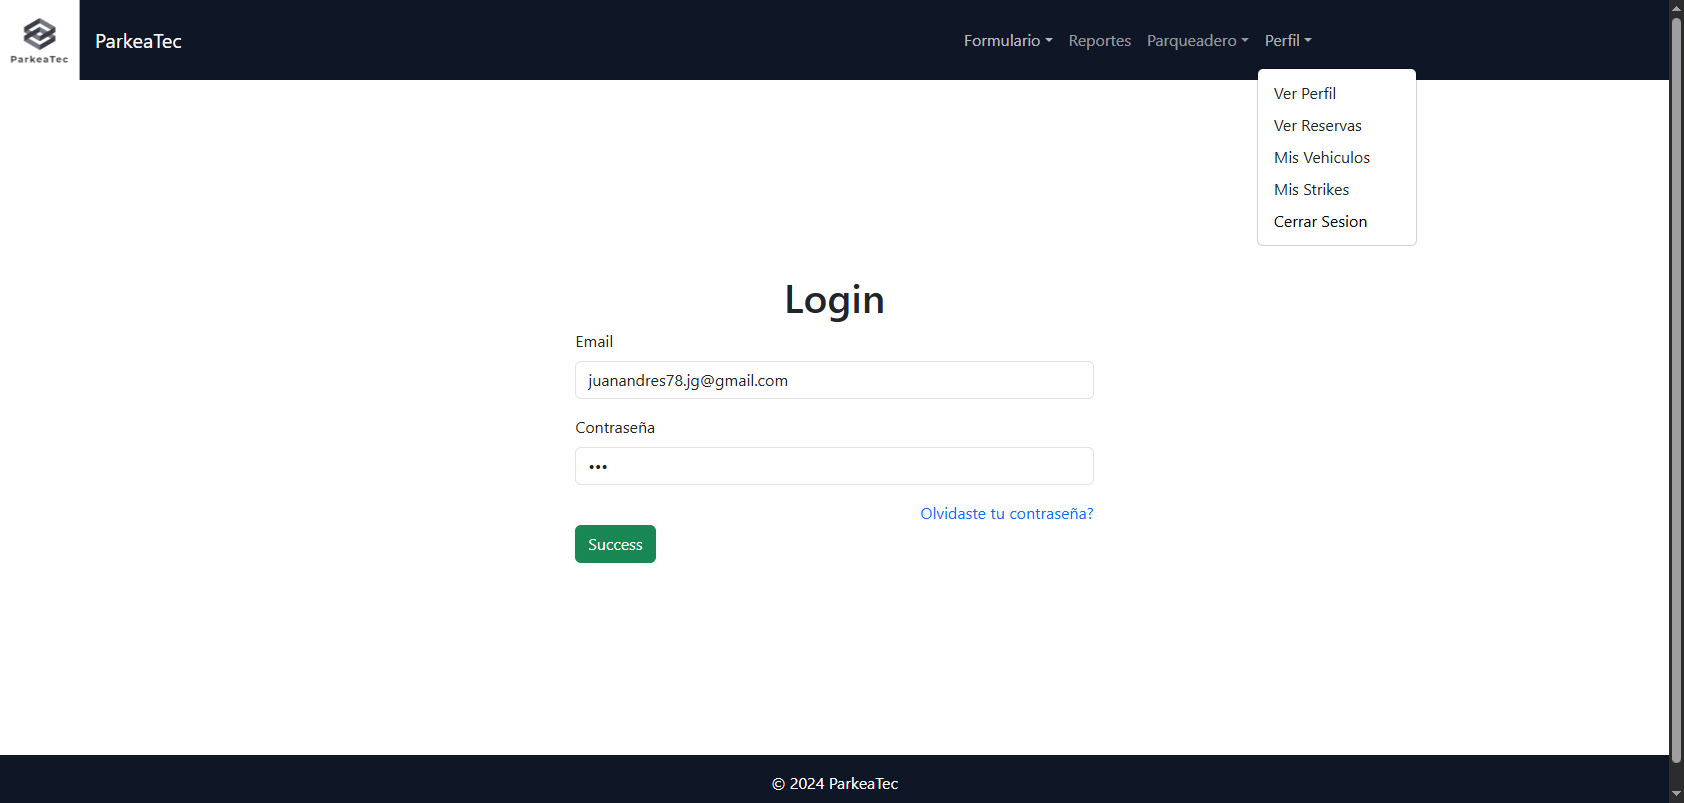 ParkeaTec
ParkeaTec
Formulario Reportes Parqueadero Perfil
Ver Perfil
Ver Reservas
Mis Vehiculos
Mis Strikes
Cerrar Sesion
Login
Email
juanandres78.jg@gmail.com
Contraseña
•••
Olvidaste tu contraseña?
Success
© 2024 ParkeaTec